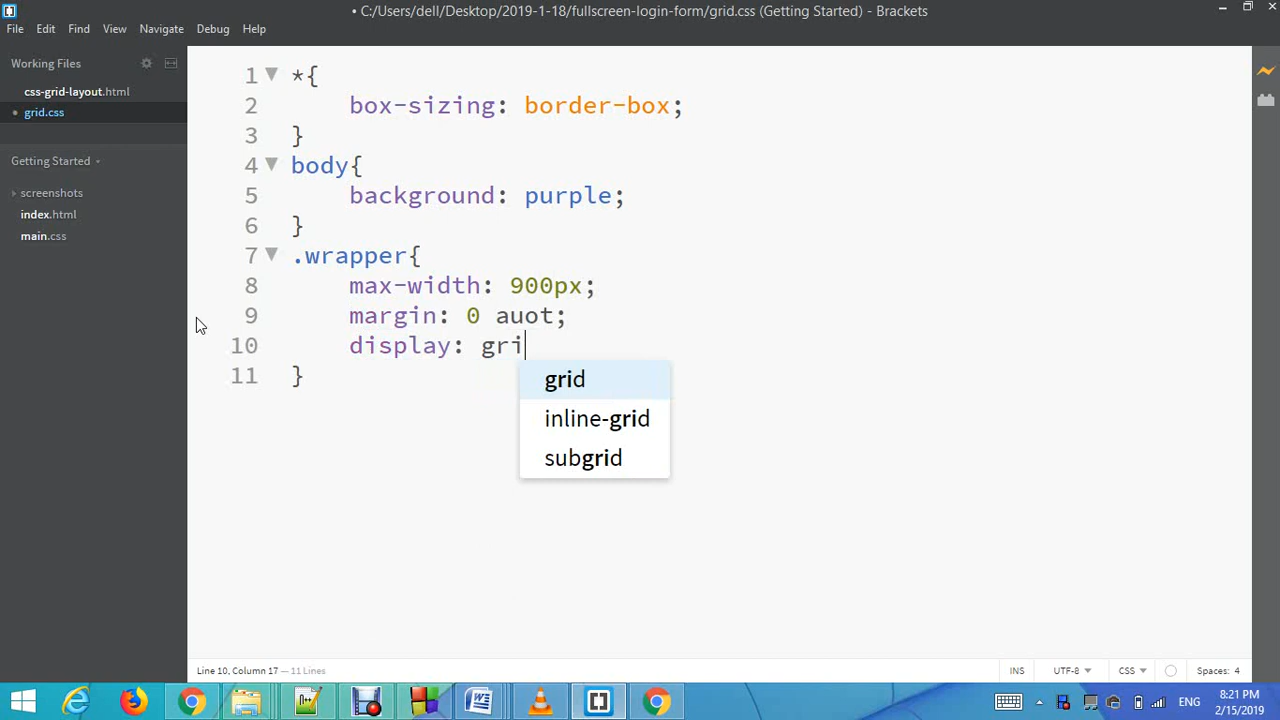 • C:/Users/dell/Desktop/2019-1-18/fullscreen-login-form/grid.css (Getting Started) - Brackets
File Edit Find View Navigate Debug Help
Working Files
css-grid-layout.html
• grid.css
Getting Started
screenshots
index.html
main.css
1 *{
2 box-sizing: border-box;
3 }
4 body{
5 background: purple;
6 }
7 .wrapper{
8 max-width: 900px;
9 margin: 0 auot;
10 display: gri
11 }
grid
inline-grid
subgrid
Line 10, Column 17 — 11 Lines
INS UTF-8 CSS Spaces: 4
ENG
8:21 PM
2/15/2019